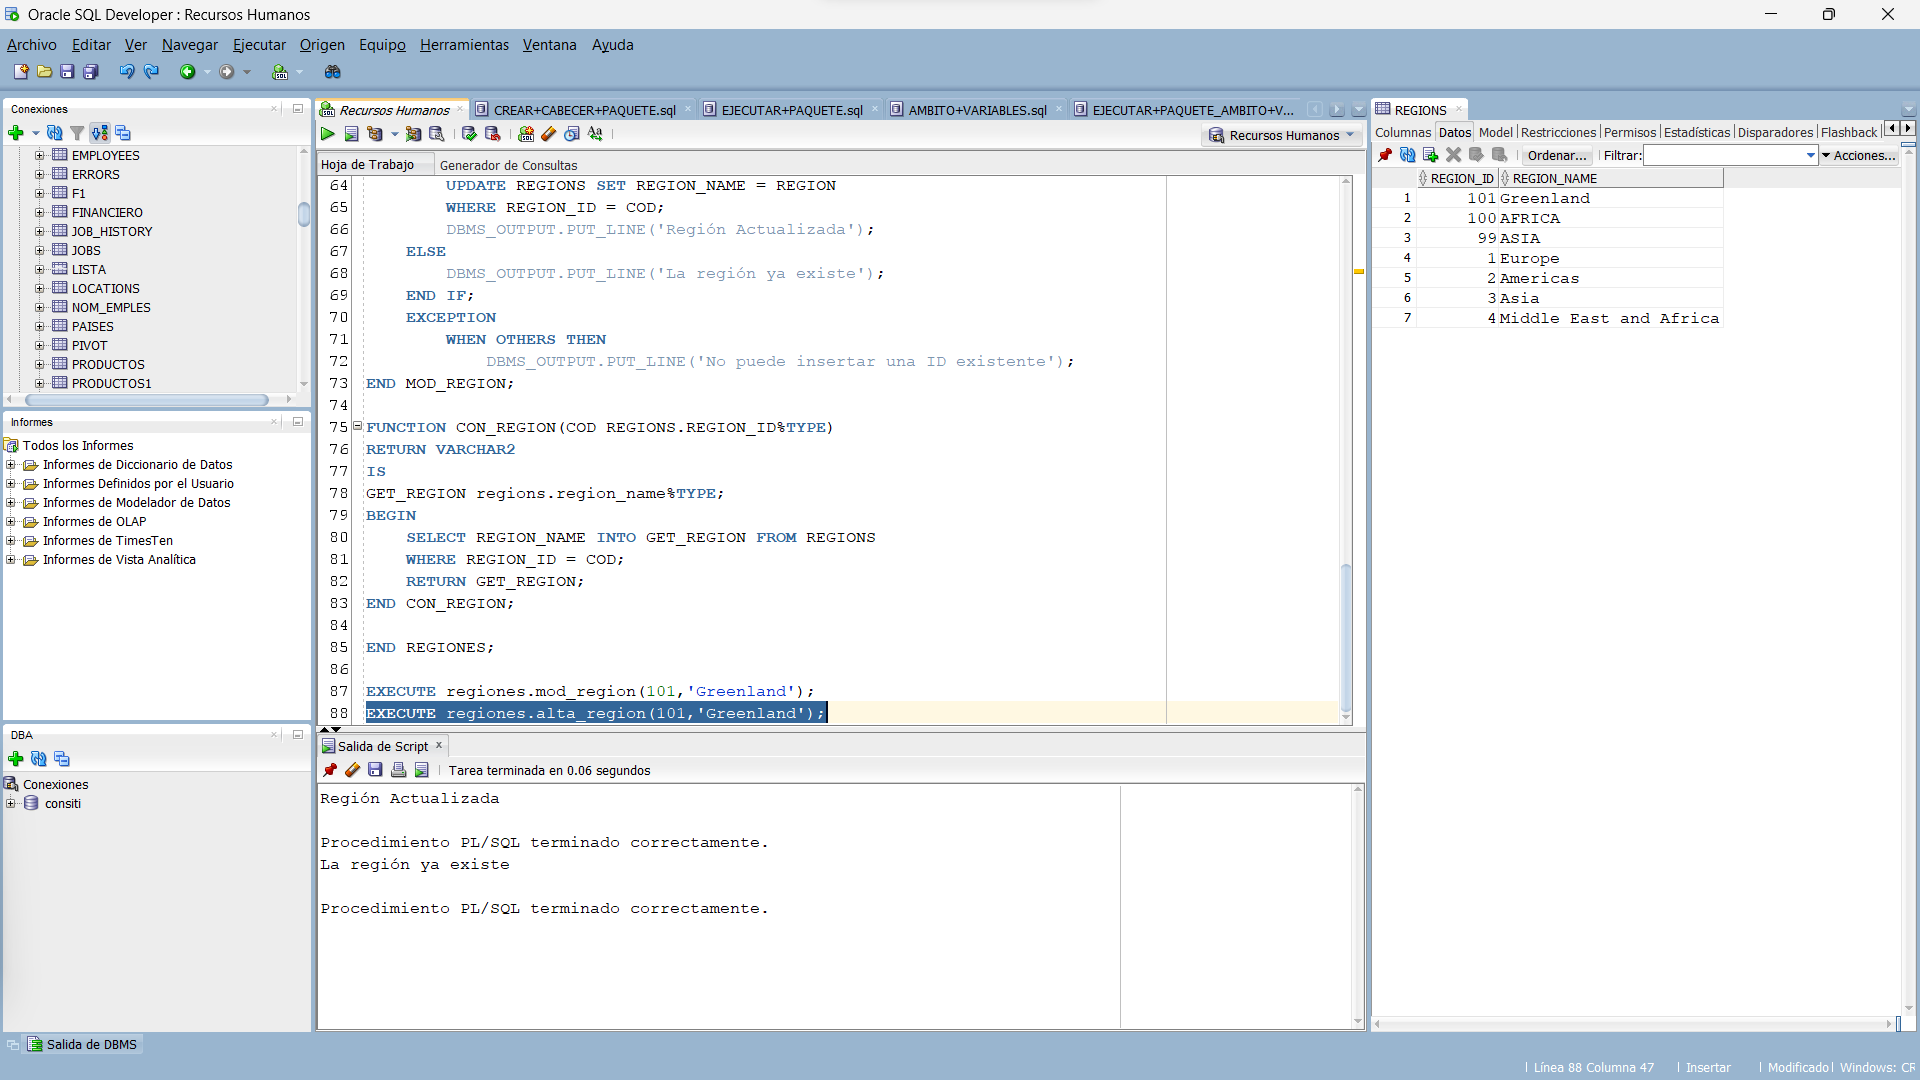 Oracle SQL Developer : Recursos Humanos
Archivo Editar Ver Navegar Ejecutar Origen Equipo Herramientas Ventana Ayuda
Conexiones
EMPLOYEES
ERRORS
F1
FINANCIERO
JOB_HISTORY
JOBS
LISTA
LOCATIONS
NOM_EMPLES
PAISES
PIVOT
PRODUCTOS
PRODUCTOS1
Informes
Todos los Informes
Informes de Diccionario de Datos
Informes Definidos por el Usuario
Informes de Modelador de Datos
Informes de OLAP
Informes de TimesTen
Informes de Vista Analítica
DBA
Conexiones
consiti
Recursos Humanos CREAR+CABECER+PAQUETE.sql EJECUTAR+PAQUETE.sql AMBITO+VARIABLES.sql EJECUTAR+PAQUETE_AMBITO+V...
Recursos Humanos
Hoja de Trabajo Generador de Consultas
64 UPDATE REGIONS SET REGION_NAME = REGION
65 WHERE REGION_ID = COD;
66 DBMS_OUTPUT.PUT_LINE('Región Actualizada');
67 ELSE
68 DBMS_OUTPUT.PUT_LINE('La región ya existe');
69 END IF;
70 EXCEPTION
71 WHEN OTHERS THEN
72 DBMS_OUTPUT.PUT_LINE('No puede insertar una ID existente');
73 END MOD_REGION;
74
75 FUNCTION CON_REGION(COD REGIONS.REGION_ID%TYPE)
76 RETURN VARCHAR2
77 IS
78 GET_REGION regions.region_name%TYPE;
79 BEGIN
80 SELECT REGION_NAME INTO GET_REGION FROM REGIONS
81 WHERE REGION_ID = COD;
82 RETURN GET_REGION;
83 END CON_REGION;
84
85 END REGIONES;
86
87 EXECUTE regiones.mod_region(101,'Greenland');
88 EXECUTE regiones.alta_region(101,'Greenland');
Salida de Script
Tarea terminada en 0.06 segundos
Región Actualizada
Procedimiento PL/SQL terminado correctamente.
La región ya existe
Procedimiento PL/SQL terminado correctamente.
REGIONS
Columnas Datos Model Restricciones Permisos Estadísticas Disparadores Flashback
Ordenar... Filtrar: Acciones...
REGION_ID REGION_NAME
1 101 Greenland
2 100 AFRICA
3 99 ASIA
4 1 Europe
5 2 Americas
6 3 Asia
7 4 Middle East and Africa
Salida de DBMS
Línea 88 Columna 47 Insertar Modificado Windows: CR